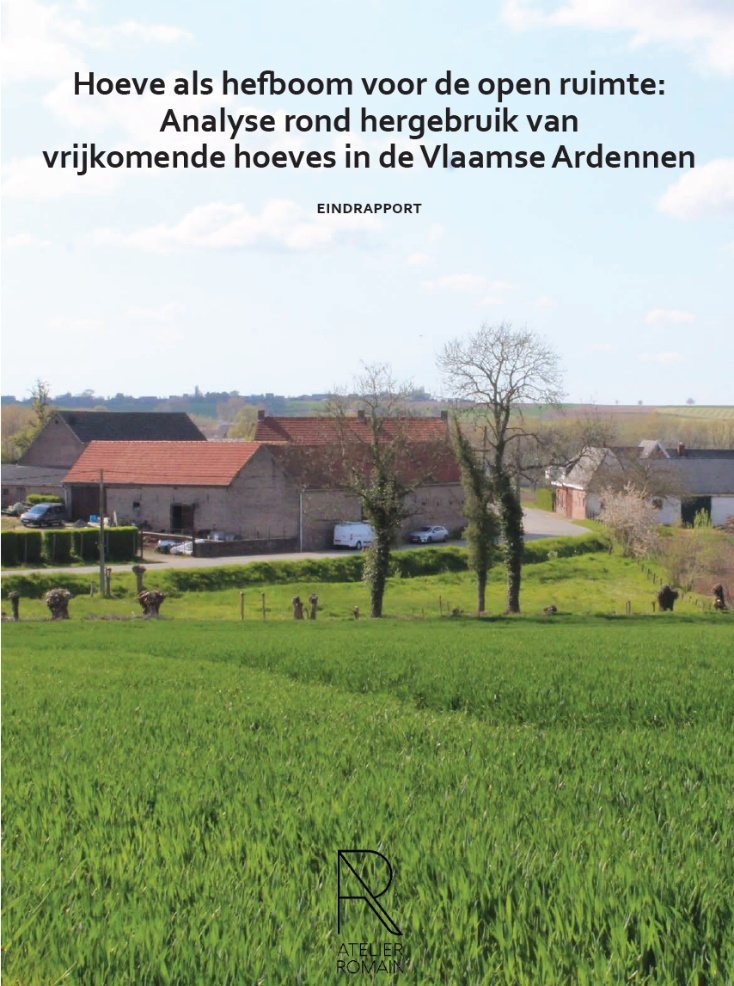 Hoeve als hefboom voor de open ruimte:
Analyse rond hergebruik van
vrijkomende hoeves in de Vlaamse Ardennen
EINDRAPPORT
ATELIER
ROMAIN